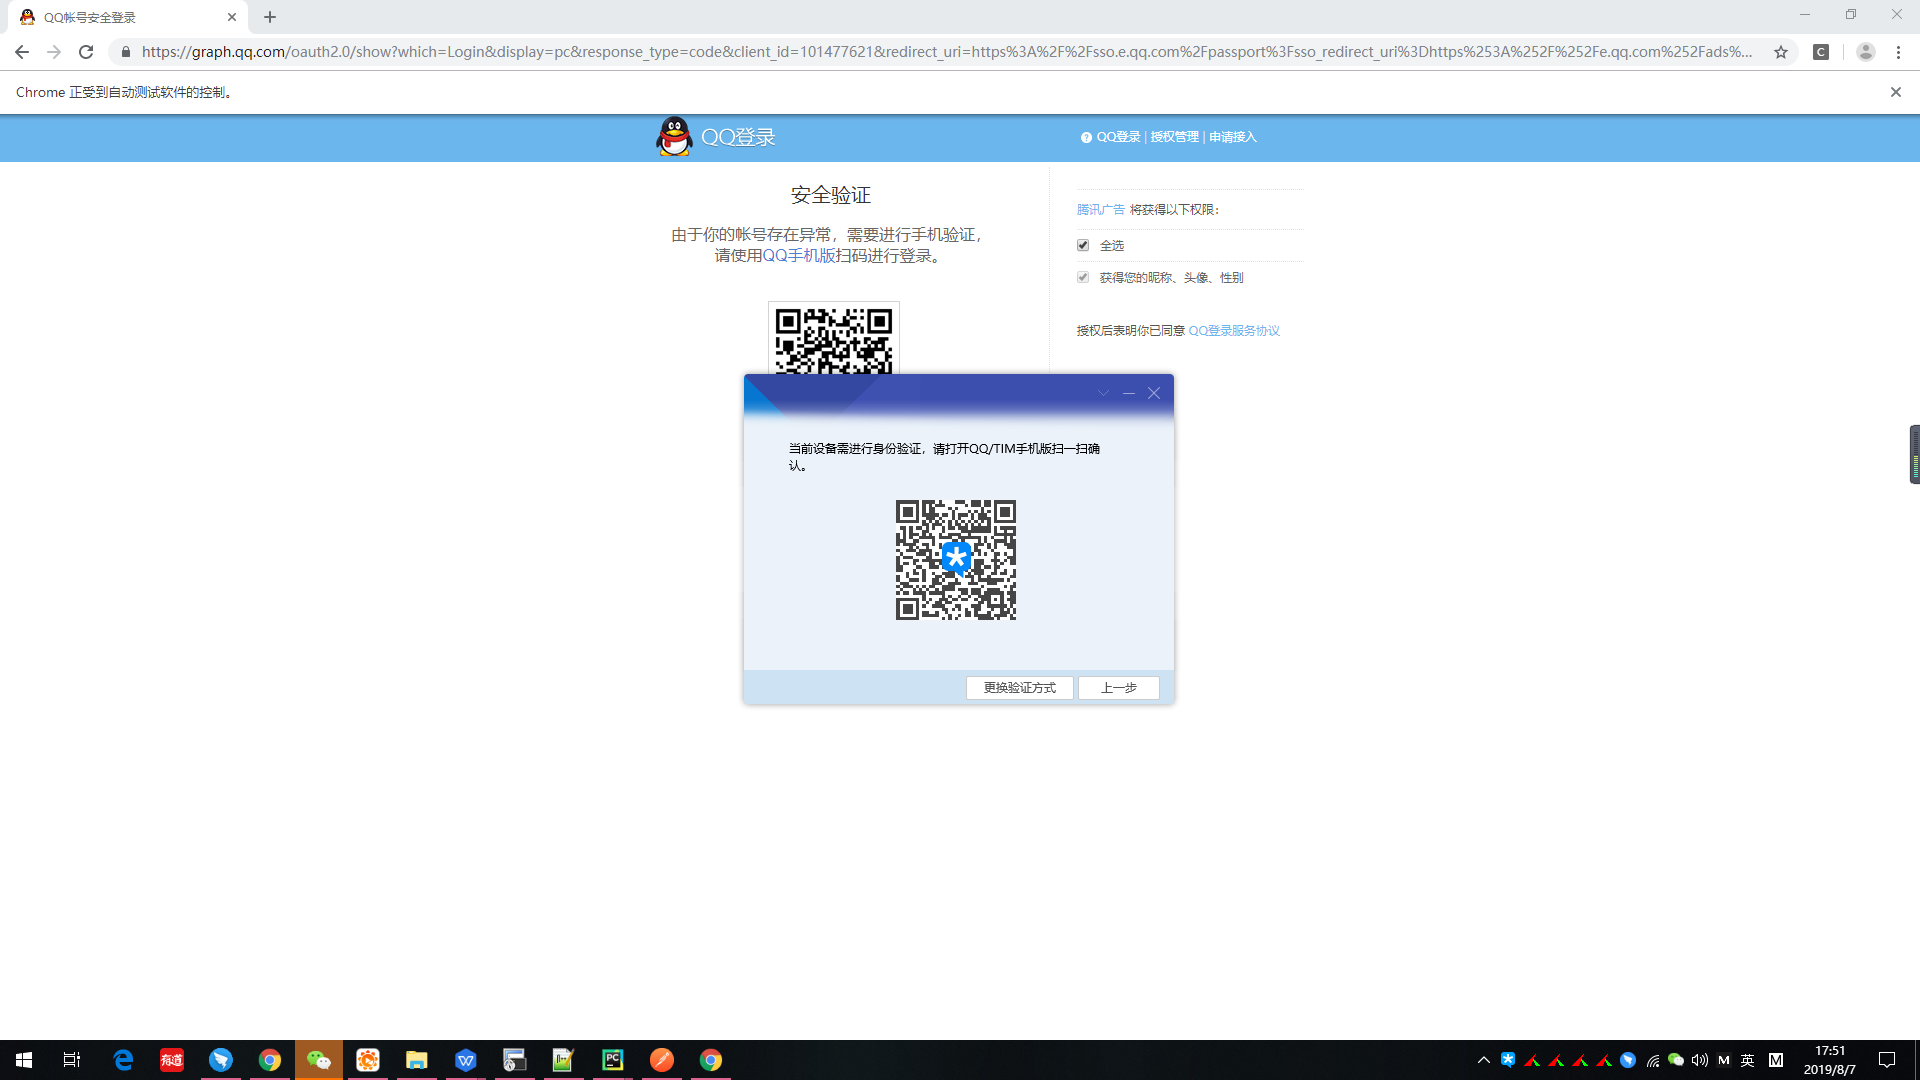 QQ帐号安全登录
https://graph.qq.com/oauth2.0/show?which=Login&display=pc&response_type=code&client_id=101477621&redirect_uri=https%3A%2F%2Fsso.e.qq.com%2Fpassport%3Fsso_redirect_uri%3Dhttps%253A%252F%252Fe.qq.com%252Fads%...
C
Chrome 正受到自动测试软件的控制。
QQ登录
? QQ登录 | 授权管理 | 申请接入
安全验证
由于你的帐号存在异常，需要进行手机验证，
请使用QQ手机版扫码进行登录。
腾讯广告 将获得以下权限：
全选
获得您的昵称、头像、性别
授权后表明你已同意 QQ登录服务协议
当前设备需进行身份验证，请打开QQ/TIM手机版扫一扫确
认。
更换验证方式
上一步
有道
PC
M
英
M
17:51
2019/8/7